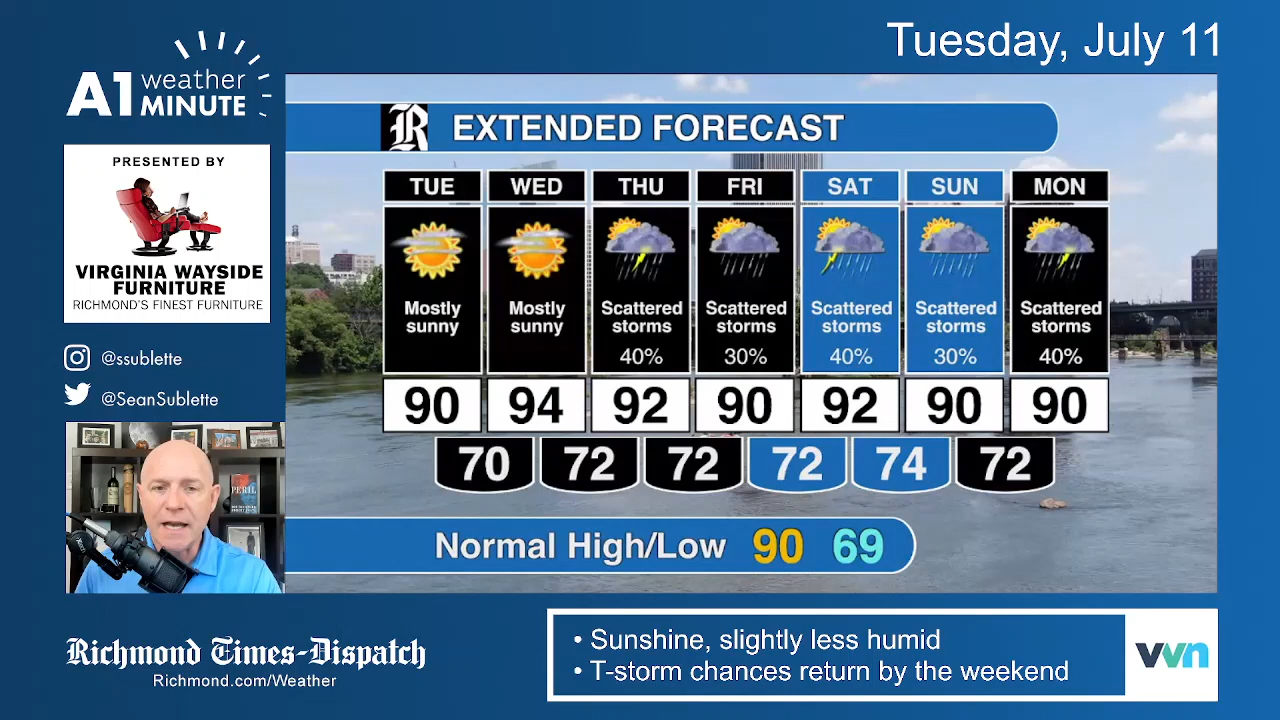 Tuesday, July 11
A1 weather
MINUTE
PRESENTED BY
VIRGINIA WAYSIDE
FURNITURE
RICHMOND'S FINEST FURNITURE
@ssublette
@SeanSublette
R EXTENDED FORECAST
TUE WED THU FRI SAT SUN MON
Mostly Mostly Scattered Scattered Scattered Scattered Scattered
sunny sunny storms storms storms storms storms
40% 30% 40% 30% 40%
90 94 92 90 92 90 90
70 72 72 72 74 72
Normal High/Low 90 69
PERIL
Richmond Times-Dispatch
Richmond.com/Weather
• Sunshine, slightly less humid
• T-storm chances return by the weekend
vvn